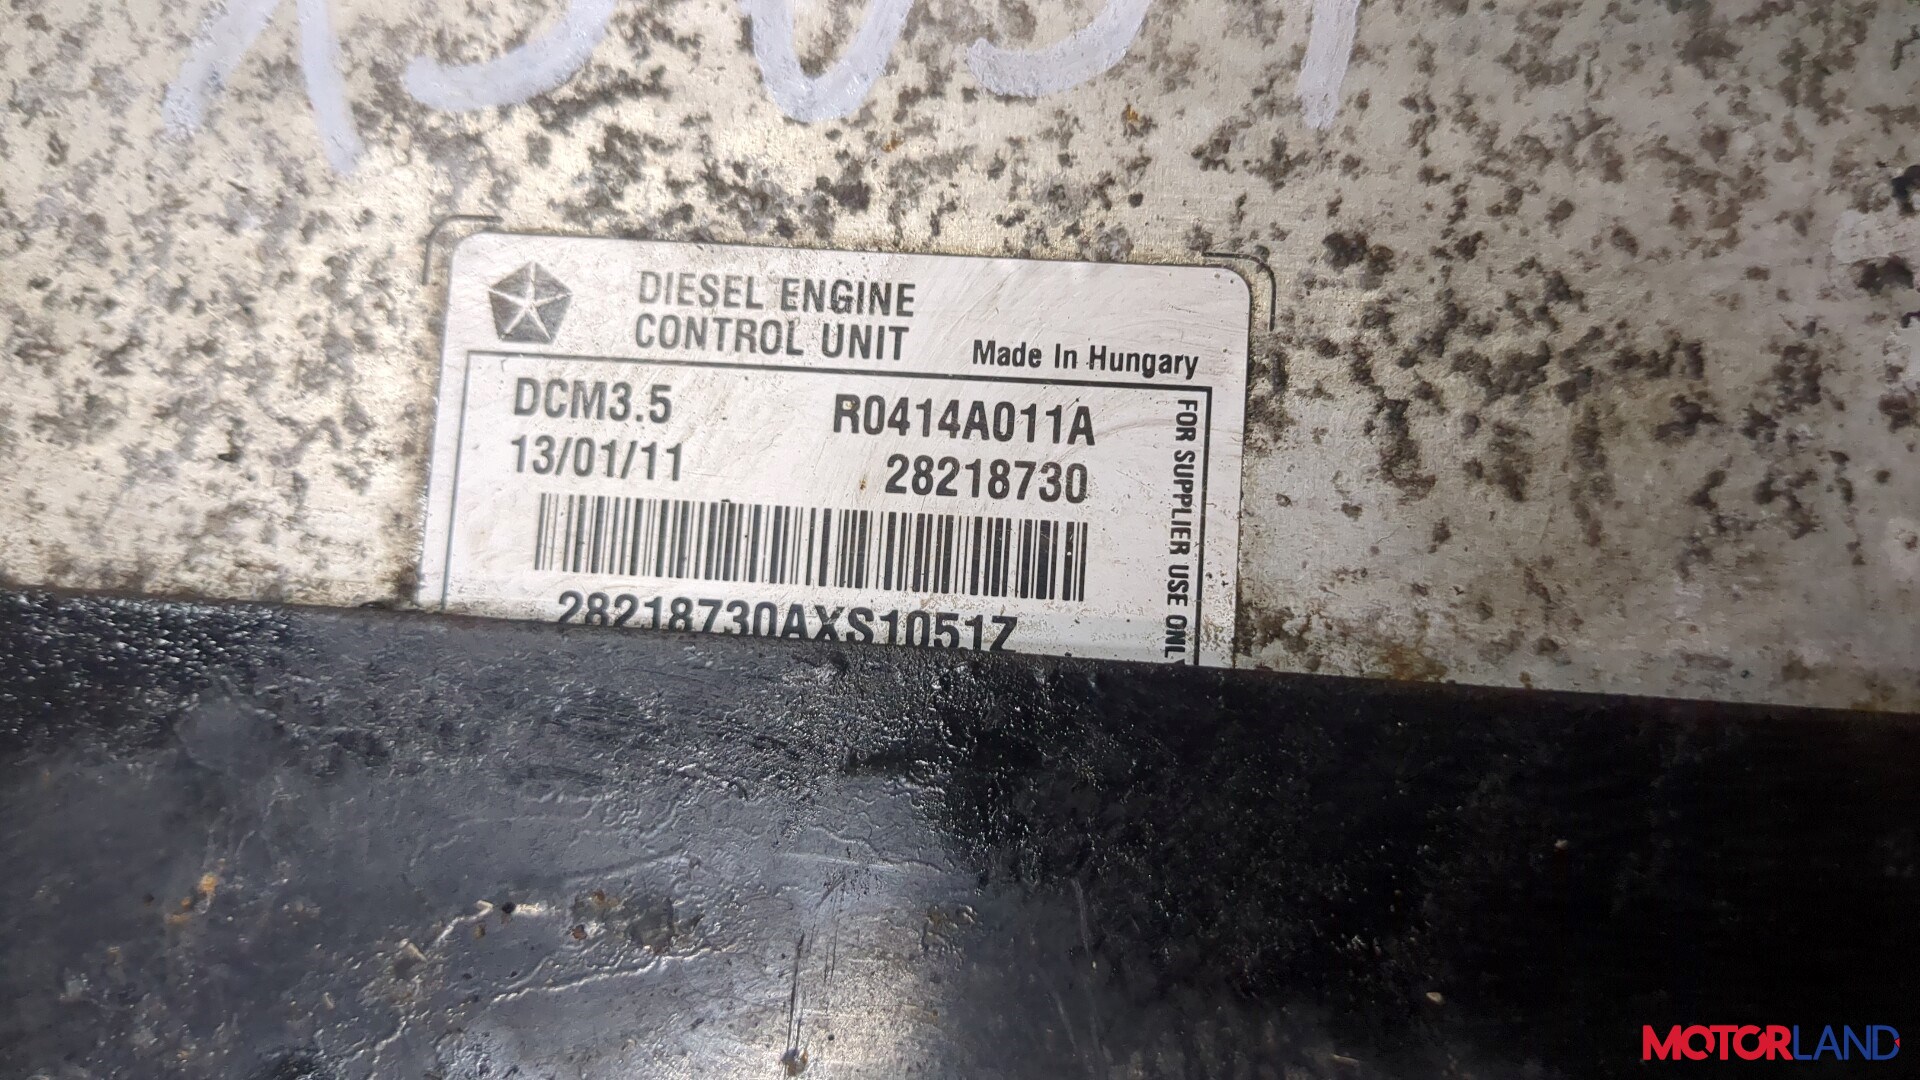 DIESEL ENGINE
CONTROL UNIT
Made In Hungary
DCM3.5
R0414A011A
13/01/11
28218730
FOR SUPPLIER USE ONLY
28218730AXS1051Z
MOTORLAND